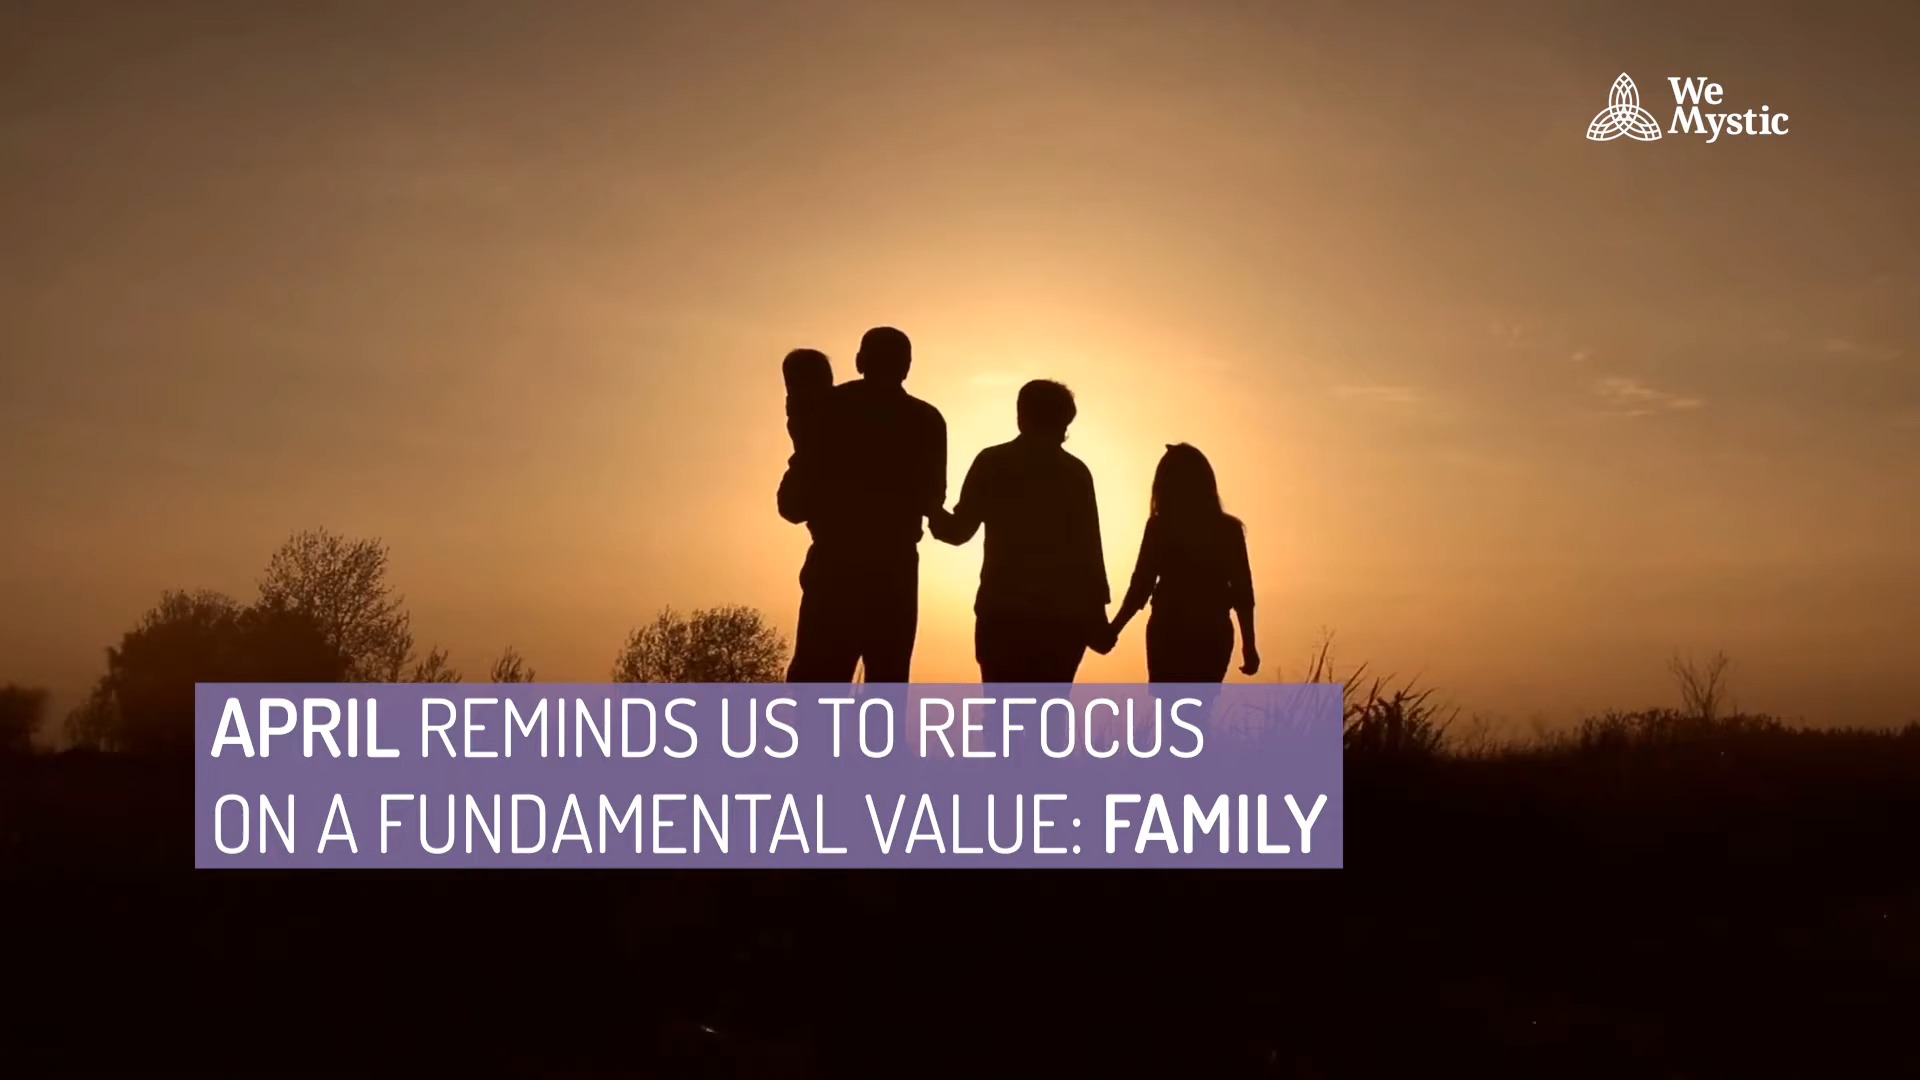 We
Mystic
APRIL REMINDS US TO REFOCUS
ON A FUNDAMENTAL VALUE: FAMILY